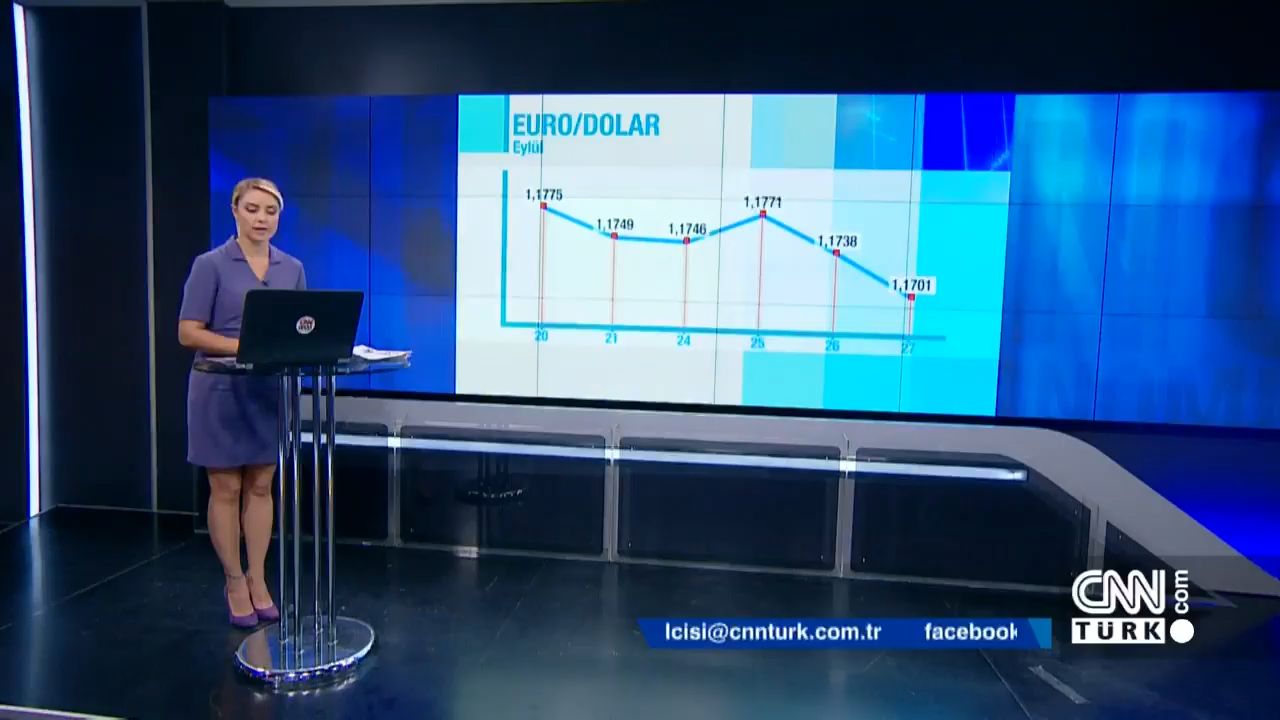 EURO/DOLAR
Eylül
1,1775
1,1749
1,1746
1,1771
1,1738
1,1701
20
21
24
25
26
27
lcisi@cnnturk.com.tr facebook
CNN
TÜRK
.com